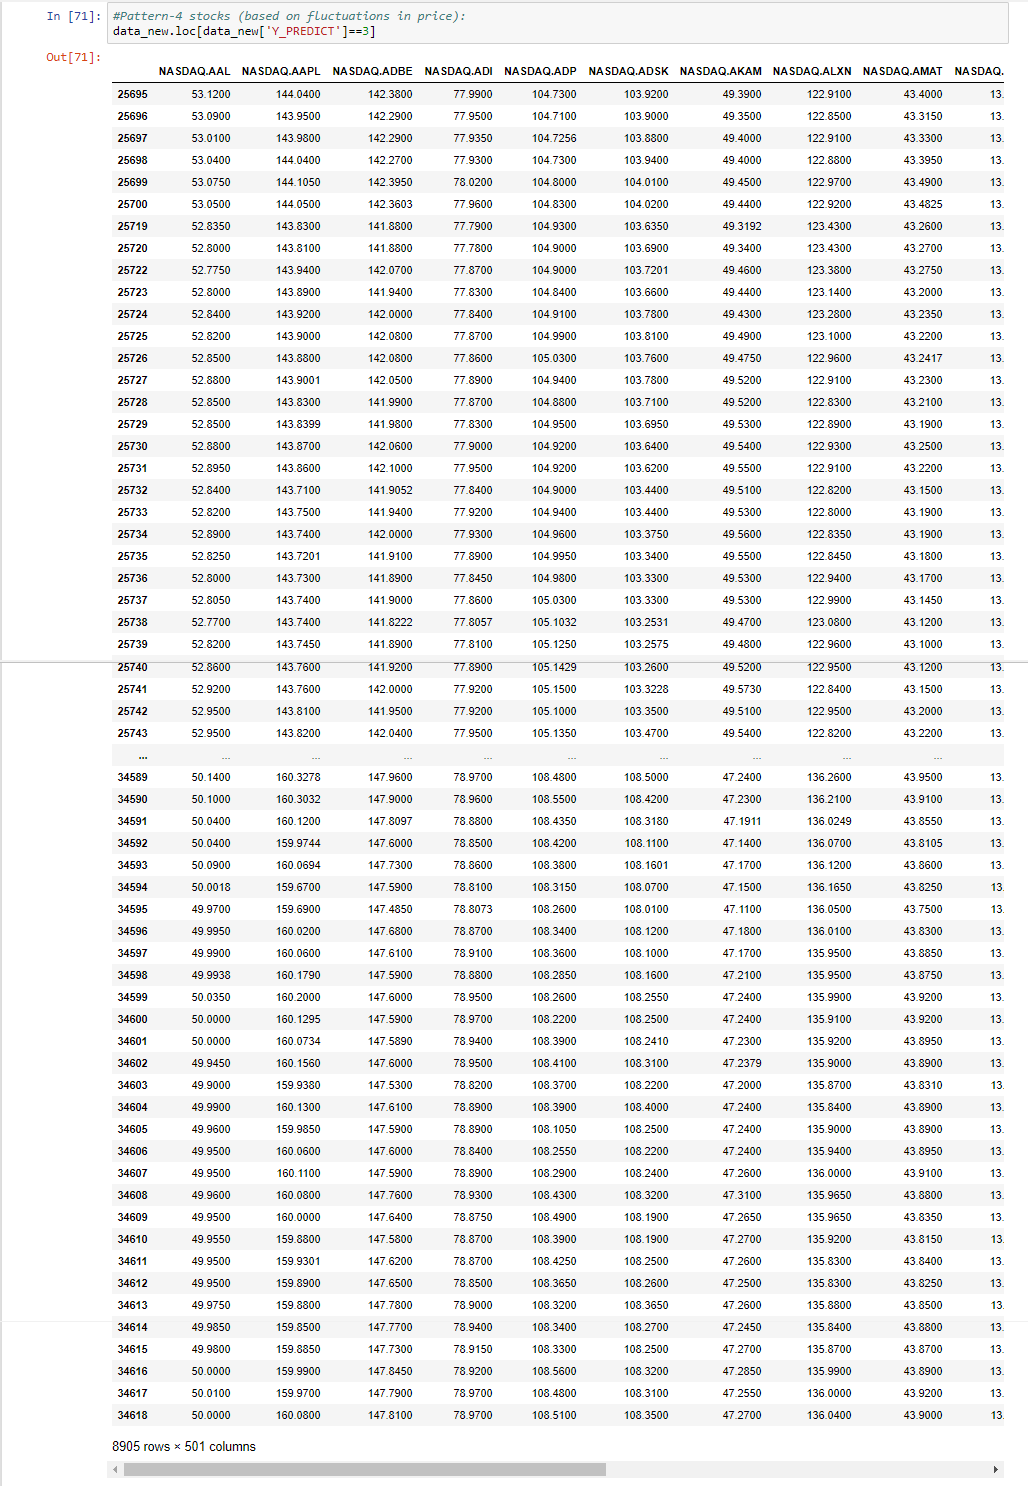 In [71]: #Pattern-4 stocks (based on fluctuations in price):
data_new.loc[data_new['Y_PREDICT']==3]
Out[71]:
NASDAQ.AAL NASDAQ.AAPL NASDAQ.ADBE NASDAQ.ADI NASDAQ.ADP NASDAQ.ADSK NASDAQ.AKAM NASDAQ.ALXN NASDAQ.AMAT NASDAQ.
25695 53.1200 144.0400 142.3800 77.9900 104.7300 103.9200 49.3900 122.9100 43.4000 13.
25696 53.0900 143.9500 142.2900 77.9500 104.7100 103.9000 49.3500 122.8500 43.3150 13.
25697 53.0100 143.9800 142.2900 77.9350 104.7256 103.8800 49.4000 122.9100 43.3300 13.
25698 53.0400 144.0400 142.2700 77.9300 104.7300 103.9400 49.4000 122.8800 43.3950 13.
25699 53.0750 144.1050 142.3950 78.0200 104.8000 104.0100 49.4500 122.9700 43.4900 13.
25700 53.0500 144.0500 142.3603 77.9600 104.8300 104.0200 49.4400 122.9200 43.4825 13.
25719 52.8350 143.8300 141.8800 77.7900 104.9300 103.6350 49.3192 123.4300 43.2600 13.
25720 52.8000 143.8100 141.8800 77.7800 104.9000 103.6900 49.3400 123.4300 43.2700 13.
25722 52.7750 143.9400 142.0700 77.8700 104.9000 103.7201 49.4600 123.3800 43.2750 13.
25723 52.8000 143.8900 141.9400 77.8300 104.8400 103.6600 49.4400 123.1400 43.2000 13.
25724 52.8400 143.9200 142.0000 77.8400 104.9100 103.7800 49.4300 123.2800 43.2350 13.
25725 52.8200 143.9000 142.0800 77.8700 104.9900 103.8100 49.4900 123.1000 43.2200 13.
25726 52.8500 143.8800 142.0800 77.8600 105.0300 103.7600 49.4750 122.9600 43.2417 13.
25727 52.8800 143.9001 142.0500 77.8900 104.9400 103.7800 49.5200 122.9100 43.2300 13.
25728 52.8500 143.8300 141.9900 77.8700 104.8800 103.7100 49.5200 122.8300 43.2100 13.
25729 52.8500 143.8399 141.9800 77.8300 104.9500 103.6950 49.5300 122.8900 43.1900 13.
25730 52.8800 143.8700 142.0600 77.9000 104.9200 103.6400 49.5400 122.9300 43.2500 13.
25731 52.8950 143.8600 142.1000 77.9500 104.9200 103.6200 49.5500 122.9100 43.2200 13.
25732 52.8400 143.7100 141.9052 77.8400 104.9000 103.4400 49.5100 122.8200 43.1500 13.
25733 52.8200 143.7500 141.9400 77.9200 104.9400 103.4400 49.5300 122.8000 43.1900 13.
25734 52.8900 143.7400 142.0000 77.9300 104.9600 103.3750 49.5600 122.8350 43.1900 13.
25735 52.8250 143.7201 141.9100 77.8900 104.9950 103.3400 49.5500 122.8450 43.1800 13.
25736 52.8000 143.7300 141.8900 77.8450 104.9800 103.3300 49.5300 122.9400 43.1700 13.
25737 52.8050 143.7400 141.9000 77.8600 105.0300 103.3300 49.5300 122.9900 43.1450 13.
25738 52.7700 143.7400 141.8222 77.8057 105.1032 103.2531 49.4700 123.0800 43.1200 13.
25739 52.8200 143.7450 141.8900 77.8100 105.1250 103.2575 49.4800 122.9600 43.1000 13.
25740 52.8600 143.7600 141.9200 77.8900 105.1429 103.2600 49.5200 122.9500 43.1200 13.
25741 52.9200 143.7600 142.0000 77.9200 105.1500 103.3228 49.5730 122.8400 43.1500 13.
25742 52.9500 143.8100 141.9500 77.9200 105.1000 103.3500 49.5100 122.9500 43.2000 13.
25743 52.9500 143.8200 142.0400 77.9500 105.1350 103.4700 49.5400 122.8200 43.2200 13.
... ... ... ... ... ... ... ... ... ...
34589 50.1400 160.3278 147.9600 78.9700 108.4800 108.5000 47.2400 136.2600 43.9500 13.
34590 50.1000 160.3032 147.9000 78.9600 108.5500 108.4200 47.2300 136.2100 43.9100 13.
34591 50.0400 160.1200 147.8097 78.8800 108.4350 108.3180 47.1911 136.0249 43.8550 13.
34592 50.0400 159.9744 147.6000 78.8500 108.4200 108.1100 47.1400 136.0700 43.8105 13.
34593 50.0900 160.0694 147.7300 78.8600 108.3800 108.1601 47.1700 136.1200 43.8600 13.
34594 50.0018 159.6700 147.5900 78.8100 108.3150 108.0700 47.1500 136.1650 43.8250 13.
34595 49.9700 159.6900 147.4850 78.8073 108.2600 108.0100 47.1100 136.0500 43.7500 13.
34596 49.9950 160.0200 147.6800 78.8700 108.3400 108.1200 47.1800 136.0100 43.8300 13.
34597 49.9900 160.0600 147.6100 78.9100 108.3600 108.1000 47.1700 135.9500 43.8850 13.
34598 49.9938 160.1790 147.5900 78.8800 108.2850 108.1600 47.2100 135.9500 43.8750 13.
34599 50.0350 160.2000 147.6000 78.9500 108.2600 108.2550 47.2400 135.9900 43.9200 13.
34600 50.0000 160.1295 147.5900 78.9700 108.2200 108.2500 47.2400 135.9100 43.9200 13.
34601 50.0000 160.0734 147.5890 78.9400 108.3900 108.2410 47.2300 135.9200 43.8950 13.
34602 49.9450 160.1560 147.6000 78.9500 108.4100 108.3100 47.2379 135.9000 43.8900 13.
34603 49.9000 159.9380 147.5300 78.8200 108.3700 108.2200 47.2000 135.8700 43.8310 13.
34604 49.9900 160.1300 147.6100 78.8900 108.3900 108.4000 47.2400 135.8400 43.8900 13.
34605 49.9600 159.9850 147.5900 78.8900 108.1050 108.2500 47.2400 135.9000 43.8900 13.
34606 49.9500 160.0600 147.6000 78.8400 108.2550 108.2200 47.2400 135.9400 43.8950 13.
34607 49.9500 160.1100 147.5900 78.8900 108.2900 108.2400 47.2600 136.0000 43.9100 13.
34608 49.9600 160.0800 147.7600 78.9300 108.4300 108.3200 47.3100 135.9650 43.8800 13.
34609 49.9500 160.0000 147.6400 78.8750 108.4900 108.1900 47.2650 135.9650 43.8350 13.
34610 49.9550 159.8800 147.5800 78.8700 108.3900 108.1900 47.2700 135.9200 43.8150 13.
34611 49.9500 159.9301 147.6200 78.8700 108.4250 108.2500 47.2600 135.8300 43.8400 13.
34612 49.9500 159.8900 147.6500 78.8500 108.3650 108.2600 47.2500 135.8300 43.8250 13.
34613 49.9750 159.8800 147.7800 78.9000 108.3200 108.3650 47.2600 135.8800 43.8500 13.
34614 49.9850 159.8500 147.7700 78.9400 108.3400 108.2700 47.2450 135.8400 43.8800 13.
34615 49.9800 159.8850 147.7300 78.9150 108.3300 108.2500 47.2700 135.8700 43.8700 13.
34616 50.0000 159.9900 147.8450 78.9200 108.5600 108.3200 47.2850 135.9900 43.8900 13.
34617 50.0100 159.9700 147.7900 78.9700 108.4800 108.3100 47.2550 136.0000 43.9200 13.
34618 50.0000 160.0800 147.8100 78.9700 108.5100 108.3500 47.2700 136.0400 43.9000 13.
8905 rows × 501 columns